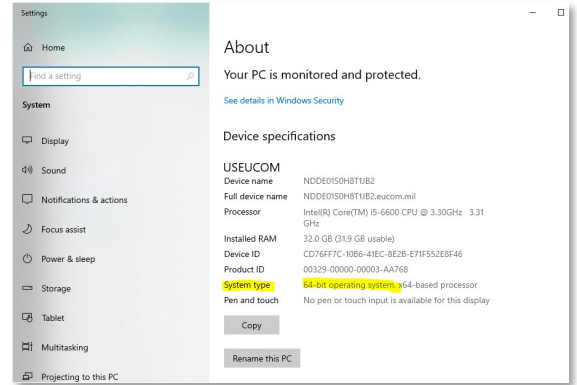 Settings
Home
Find a setting
System
Display
Sound
Notifications & actions
Focus assist
Power & sleep
Storage
Tablet
Multitasking
Projecting to this PC
About
Your PC is monitored and protected.
See details in Windows Security
Device specifications
USEUCOM
Device name NDDE01S0H8T1JB2
Full device name NDDE01S0H8T1JB2.eucom.mil
Processor Intel(R) Core(TM) i5-6600 CPU @ 3.30GHz 3.31
GHz
Installed RAM 32.0 GB (31.9 GB usable)
Device ID CD76FF7C-10B6-41EC-8E2B-E71F552E8F46
Product ID 00329-00000-00003-AA768
System type 64-bit operating system, x64-based processor
Pen and touch No pen or touch input is available for this display
Copy
Rename this PC